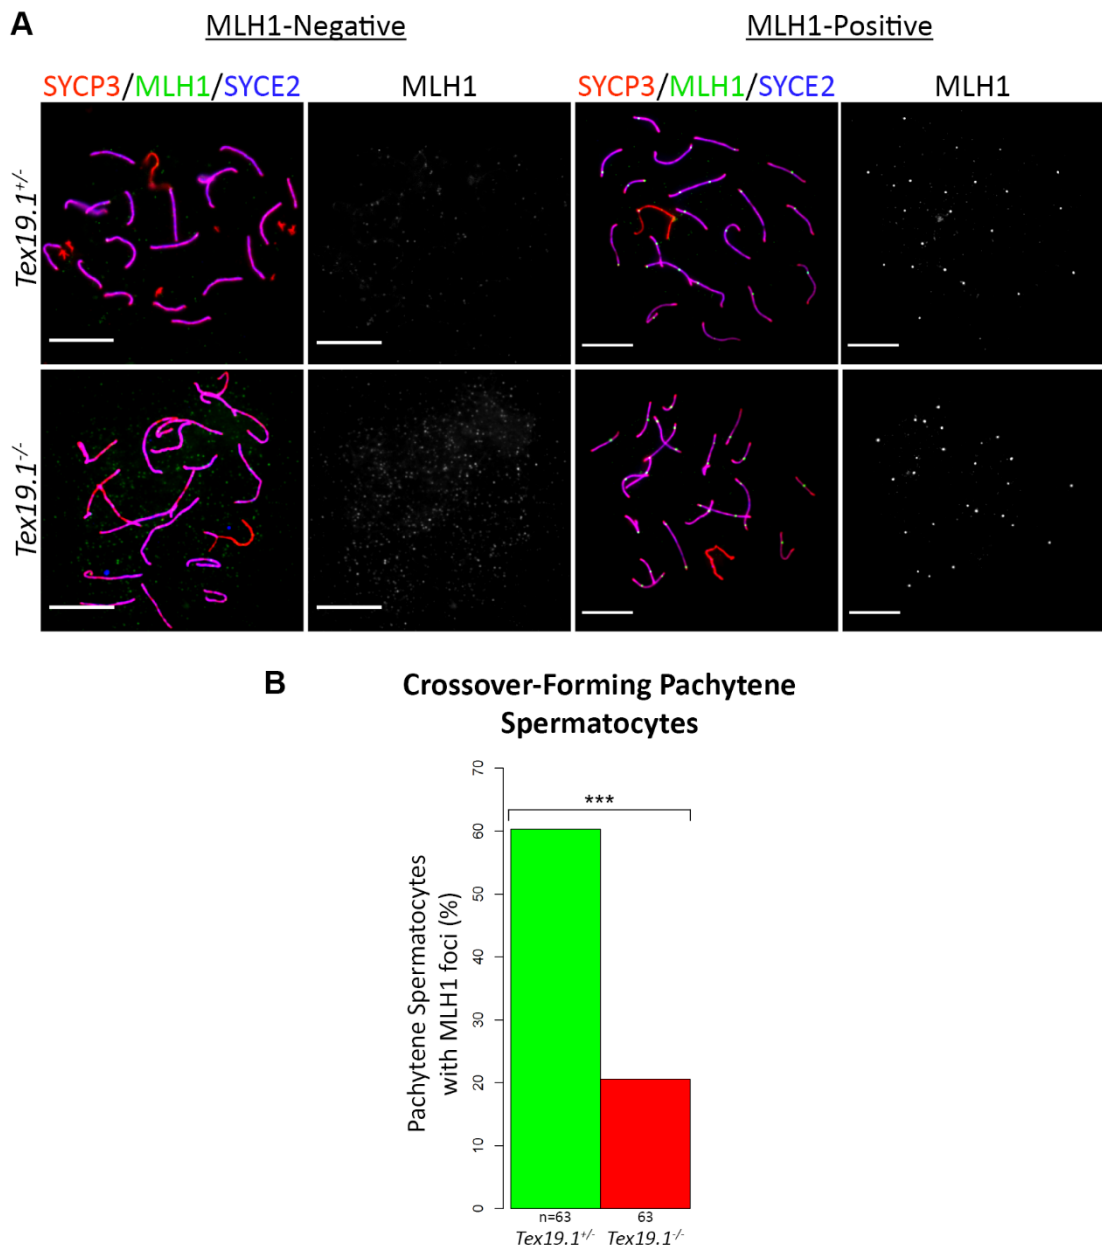 A
MLH1-Negative
MLH1-Positive
SYCP3/MLH1/SYCE2
MLH1
SYCP3/MLH1/SYCE2
MLH1
Tex19.1+/-
Tex19.1-/-
B
Crossover-Forming Pachytene
Spermatocytes
***
Pachytene Spermatocytes
with MLH1 foci (%)
70
60
50
40
30
20
10
0
n=63
63
Tex19.1+/-
Tex19.1-/-